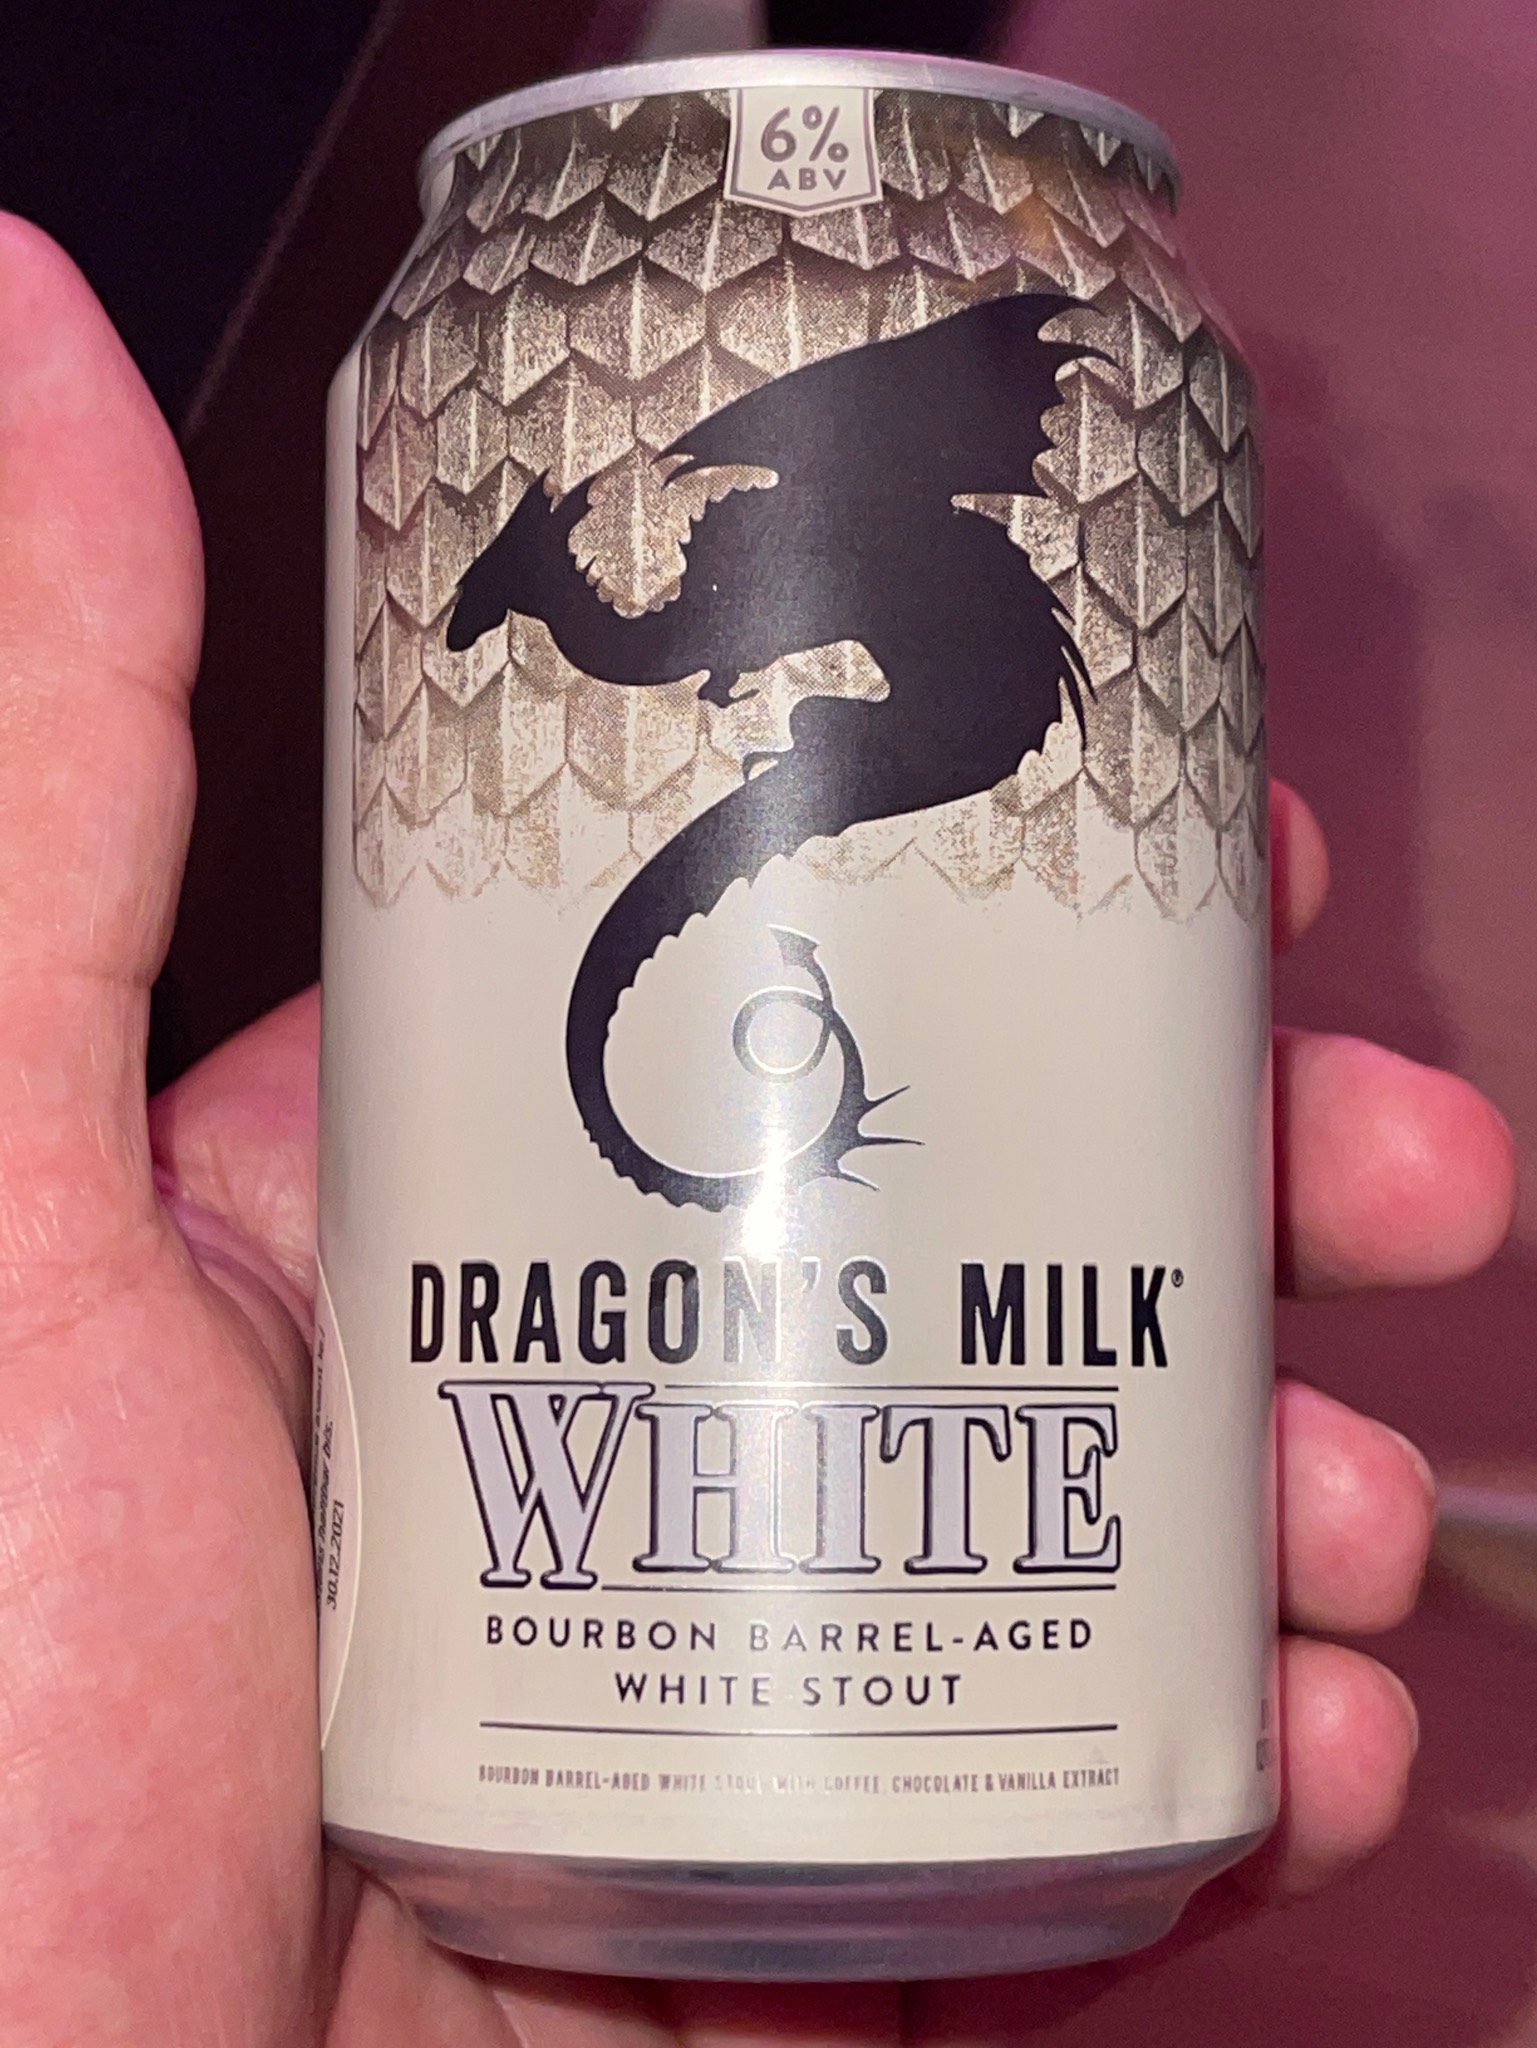 6%
ABV
DRAGON'S MILK®
WHITE
BOURBON BARREL-AGED
WHITE STOUT
BOURBON BARREL-AGED WHITE STOUT WITH COFFEE, CHOCOLATE & VANILLA EXTRACT
30.12.2021